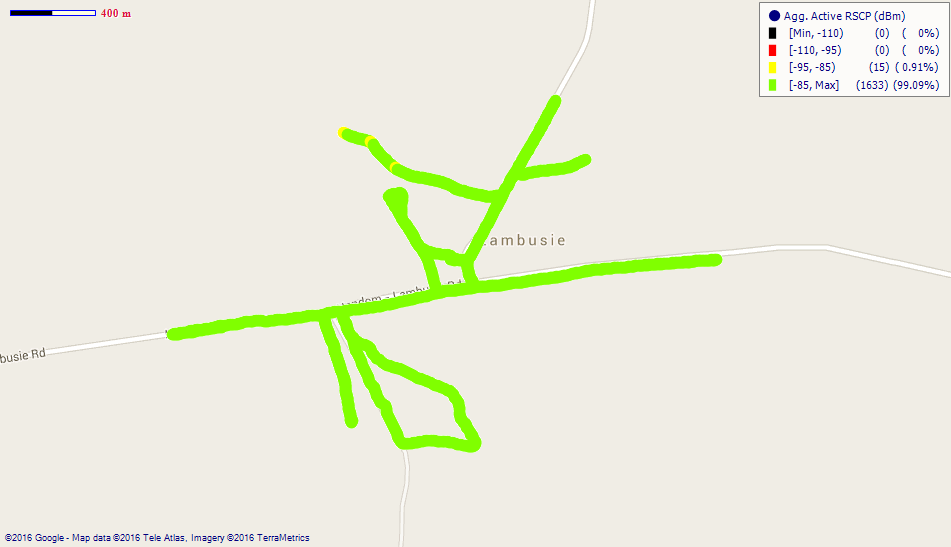 400 m
Agg. Active RSCP (dBm)
[Min, -110) (0) ( 0%)
[-110, -95) (0) ( 0%)
[-95, -85) (15) ( 0.91%)
[-85, Max] (1633) (99.09%)
Lambusie
busie Rd
©2016 Google - Map data ©2016 Tele Atlas, Imagery ©2016 TerraMetrics